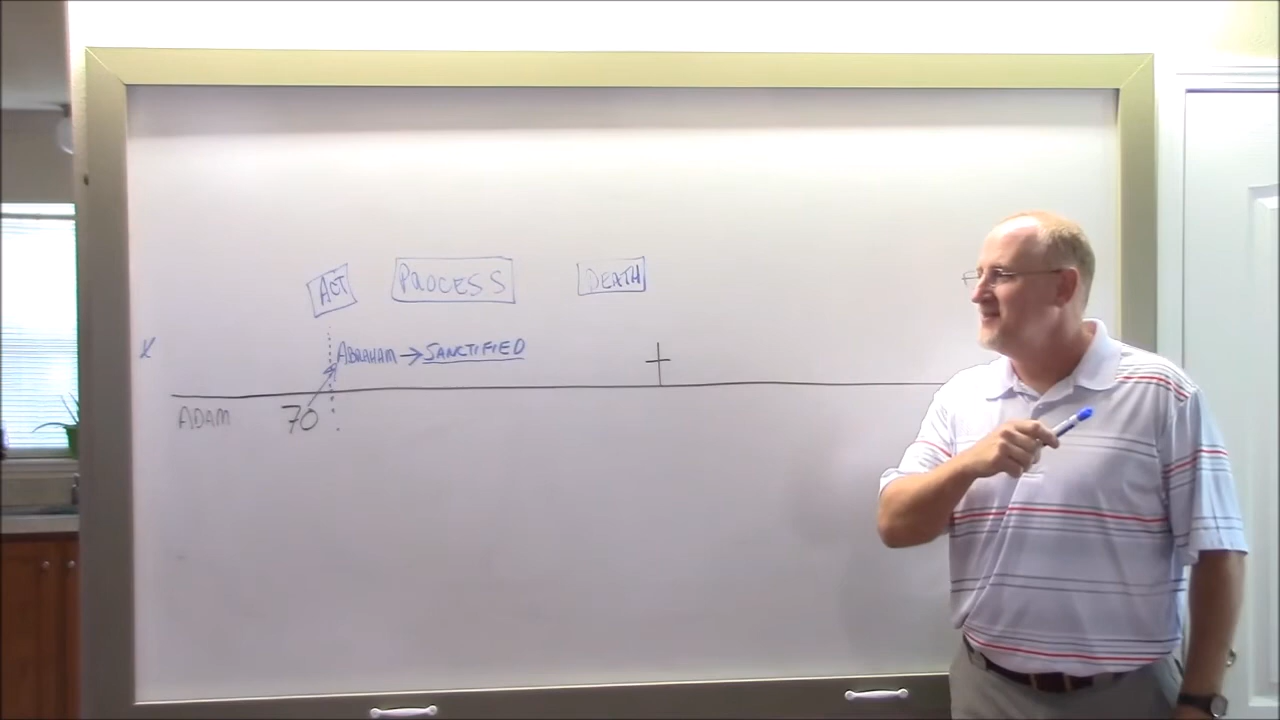 ACT PROCESS DEATH
ABRAHAM → SANCTIFIED
ADAM 70